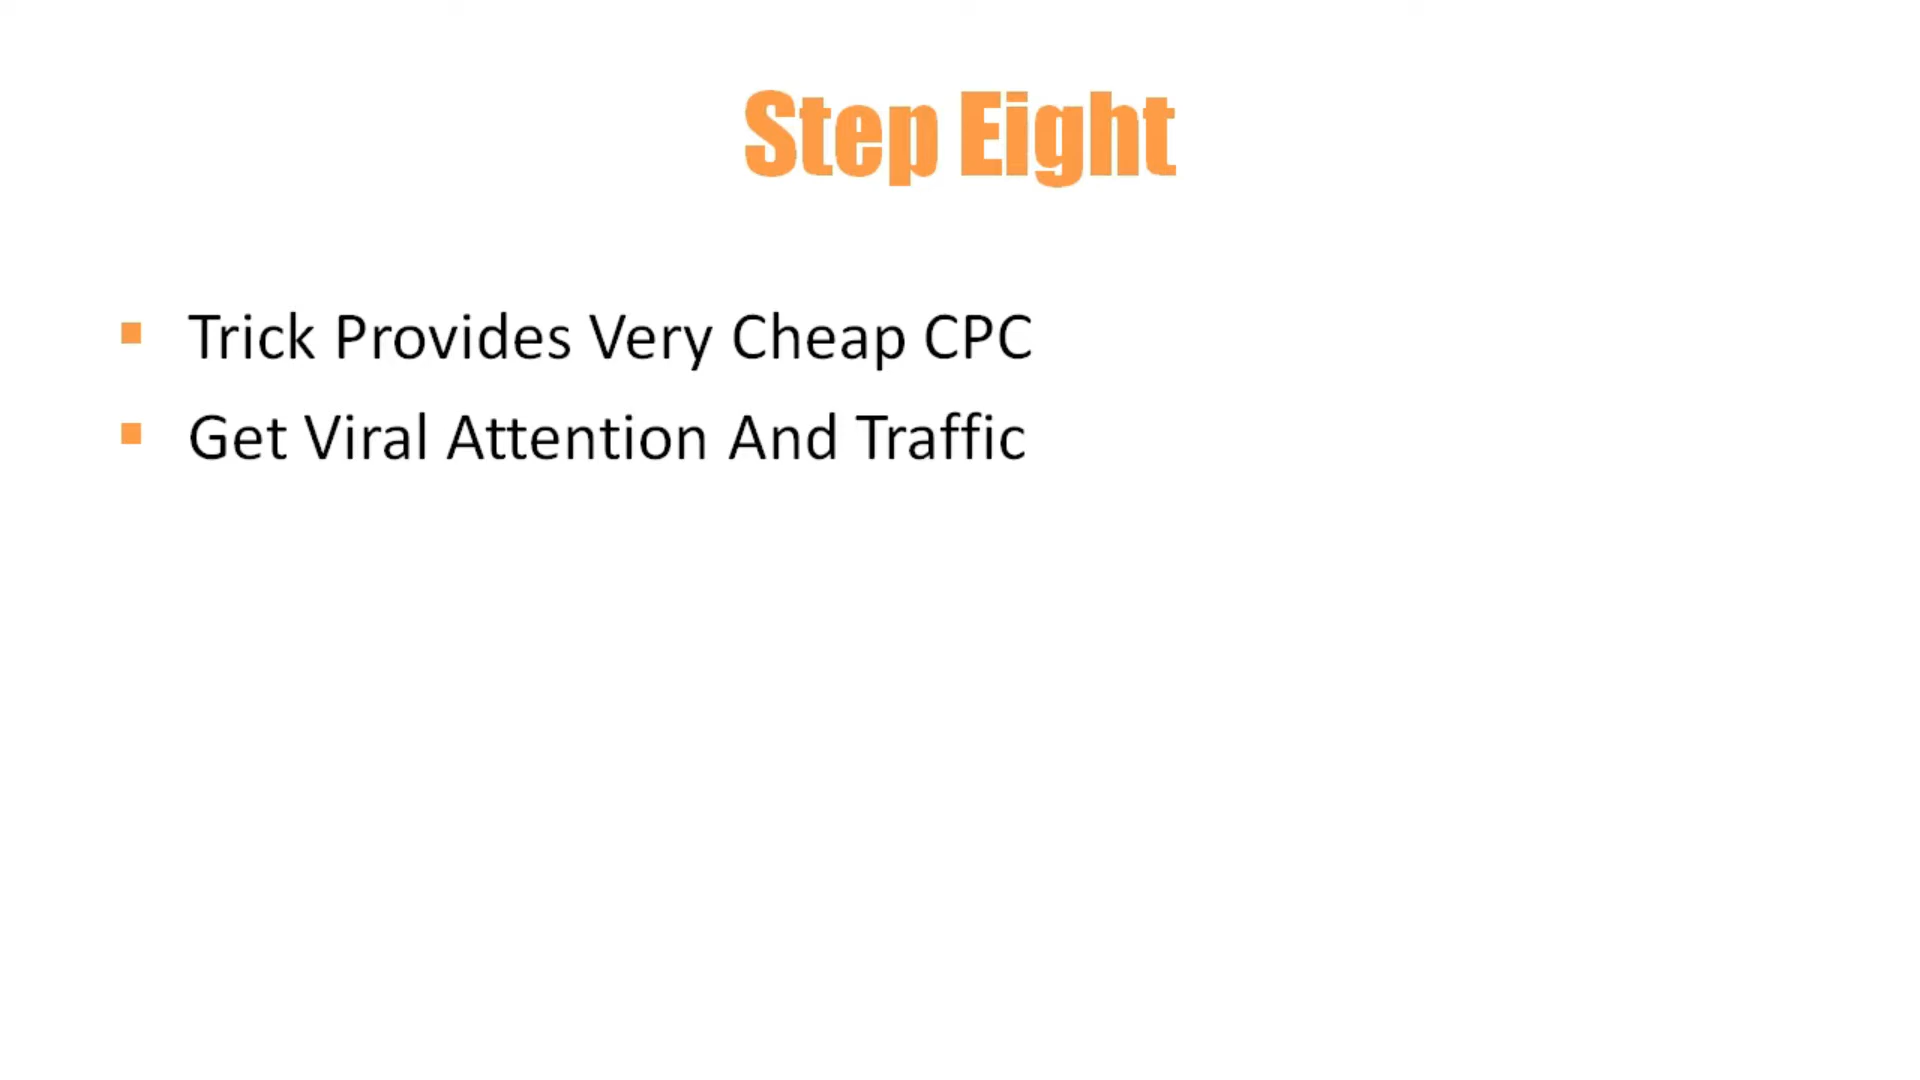 Step Eight
Trick Provides Very Cheap CPC
Get Viral Attention And Traffic